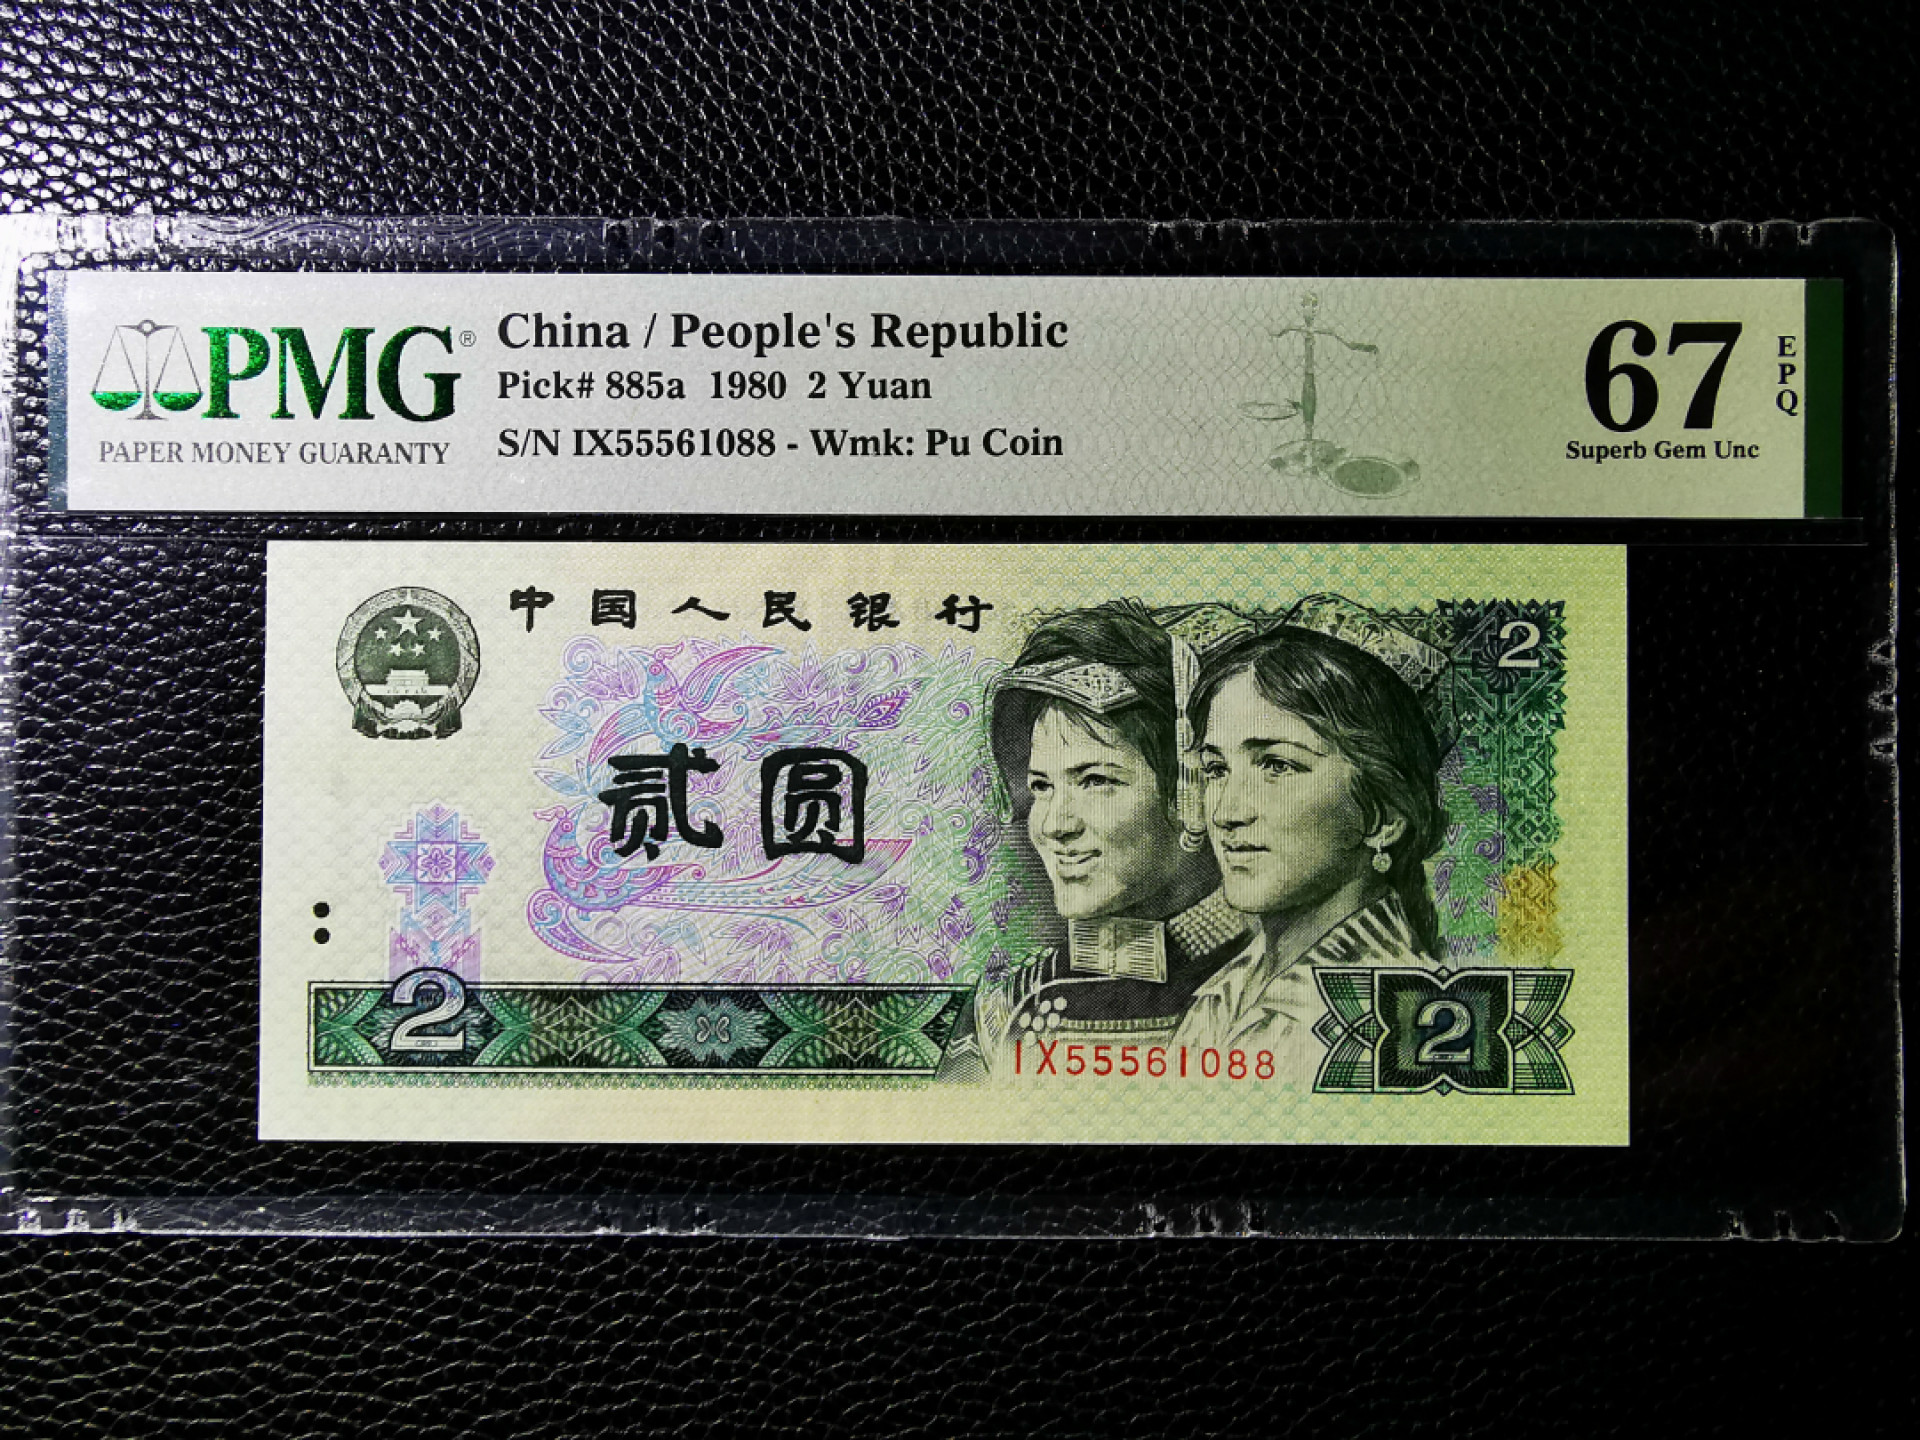 PMG®
PAPER MONEY GUARANTY
China / People's Republic
Pick# 885a 1980 2 Yuan
S/N IX55561088 - Wmk: Pu Coin
67
EPQ
Superb Gem Unc
中国人民银行
2
贰圆
2
IX55561088
2